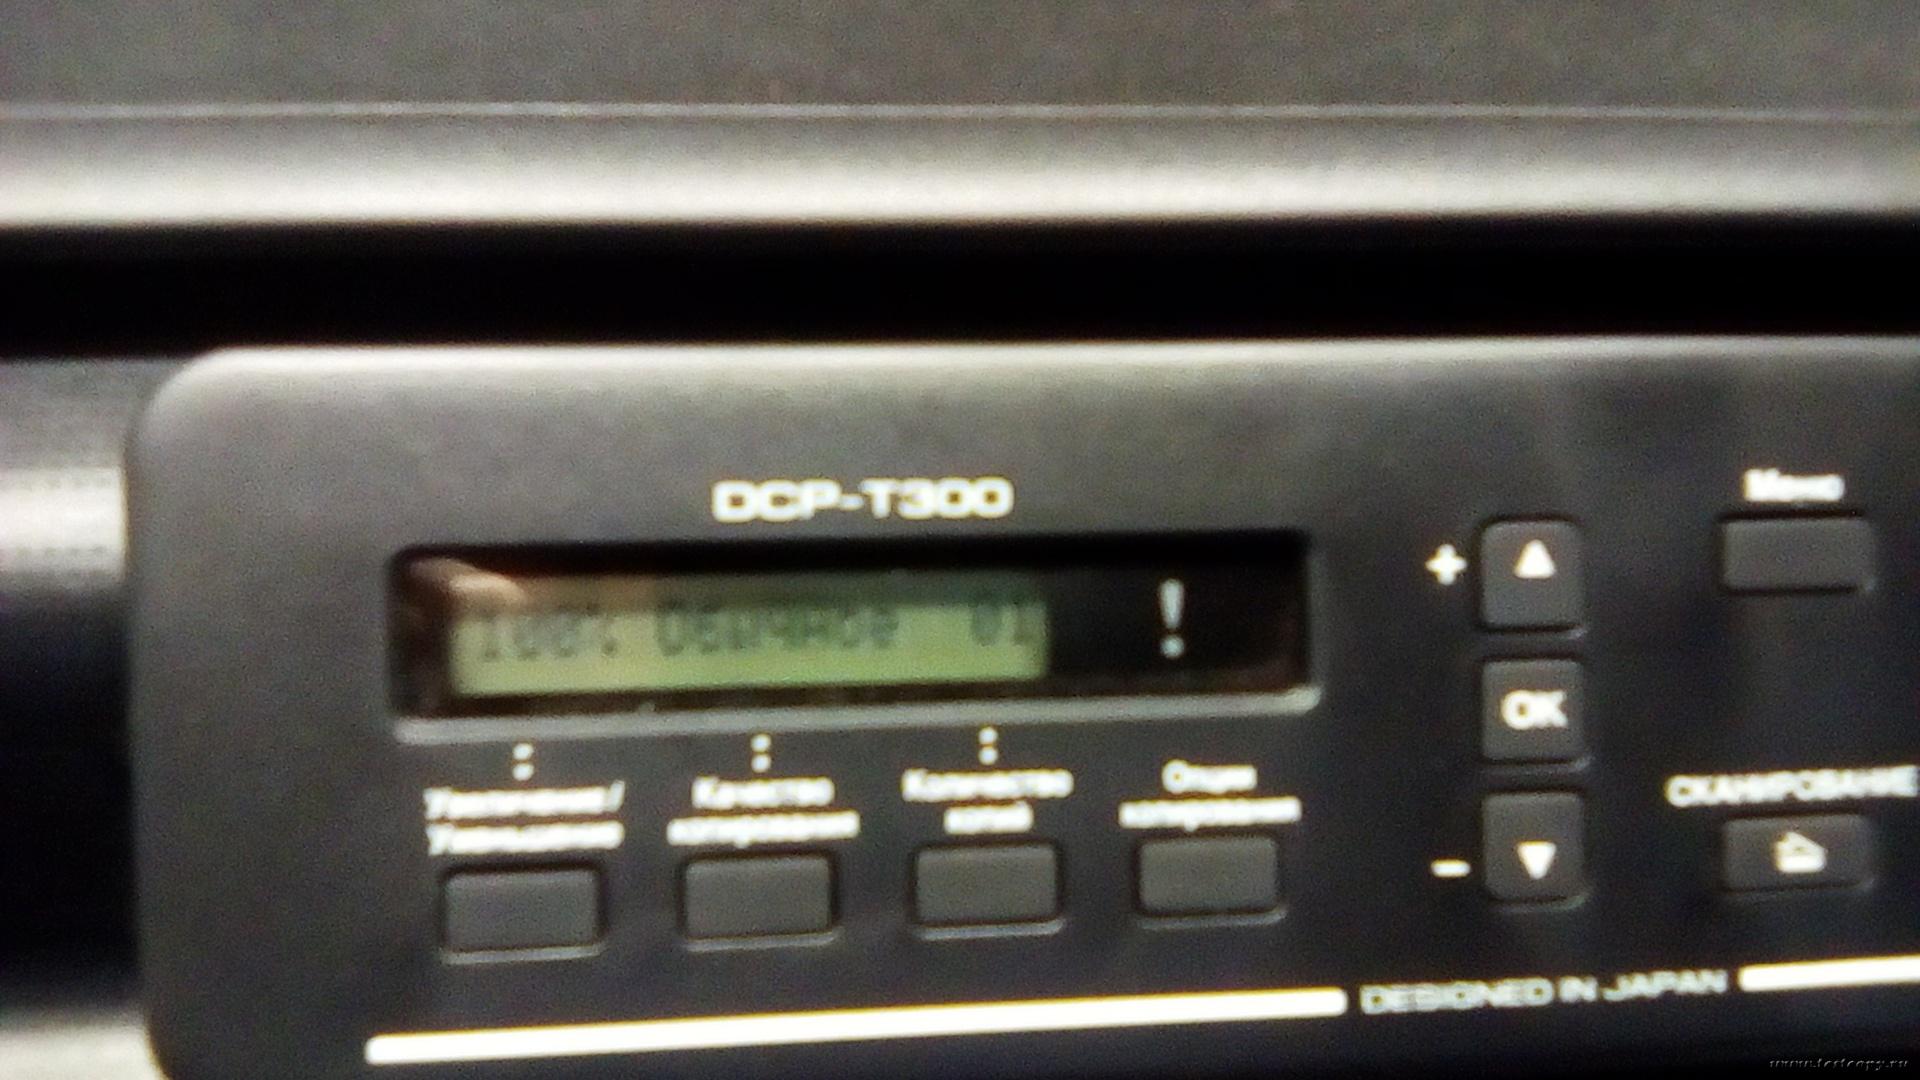 DCP-T300
100% Обычное 01
!
Меню
+
OK
-
Увеличение/
Уменьшение
Качество
копирования
Количество
копий
Опции
копирования
СКАНИРОВАНИЕ
DESIGNED IN JAPAN